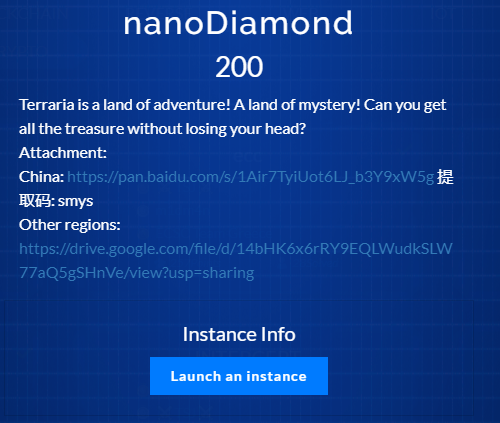 nanoDiamond
200
Terraria is a land of adventure! A land of mystery! Can you get
all the treasure without losing your head?
Attachment:
China: https://pan.baidu.com/s/1Air7TyiUot6LJ_b3Y9xW5g 提
取码: smys
Other regions:
https://drive.google.com/file/d/14bHK6x6rRY9EQLWudkSLW
77aQ5gSHnVe/view?usp=sharing
Instance Info
Launch an instance